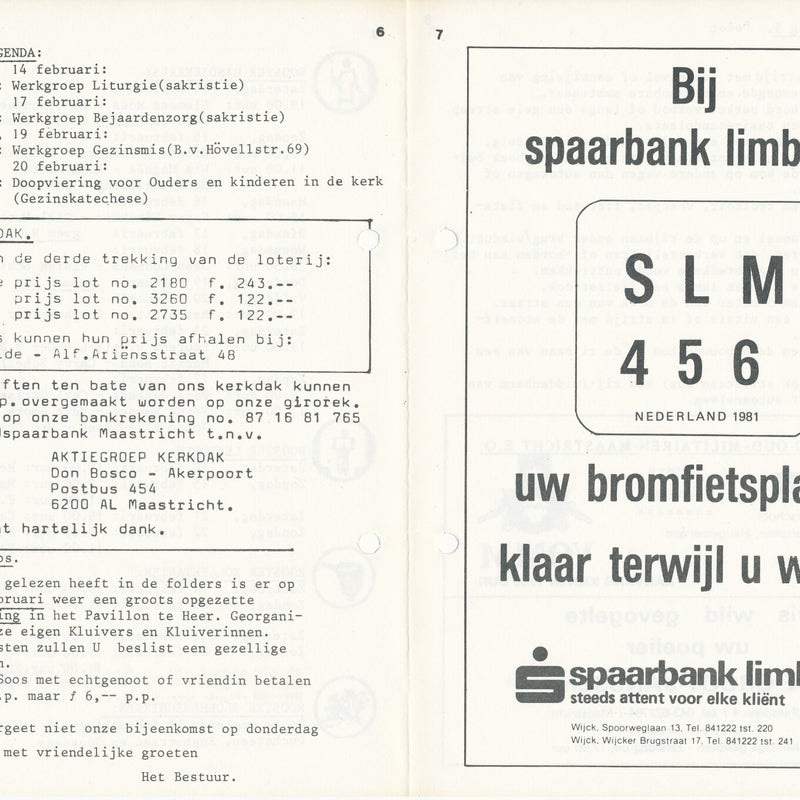 6
GENDA:
14 februari:
: Werkgroep Liturgie(sakristie)
17 februari:
: Werkgroep Bejaardenzorg(sakristie)
, 19 februari:
: Werkgroep Gezinsmis(B.v.Hövellstr.69)
20 februari:
: Doopviering voor Ouders en kinderen in de kerk
(Gezinskatechese)
DAK.
n de derde trekking van de loterij:
e prijs lot no. 2180 f. 243.--
prijs lot no. 3260 f. 122.--
prijs lot no. 2735 f. 122.--
s kunnen hun prijs afhalen bij:
lde - Alf.Ariënsstraat 48
iften ten bate van ons kerkdak kunnen
p. overgemaakt worden op onze girorek.
op onze bankrekening no. 87 16 81 765
dspaarbank Maastricht t.n.v.
AKTIEGROEP KERKDAK
Don Bosco - Akerpoort
Postbus 454
6200 AL Maastricht.
at hartelijk dank.
os.
gelezen heeft in de folders is er op
bruari weer een groots opgezette
ing in het Pavillon te Heer. Georgani-
ze eigen Kluivers en Kluiverinnen.
sten zullen U beslist een gezellige
n.
Soos met echtgenoot of vriendin betalen
.p. maar f 6,-- p.p.
rgeet niet onze bijeenkomst op donderdag
met vriendelijke groeten
Het Bestuur.
7
Bij
spaarbank limb
S L M
4 5 6
NEDERLAND 1981
uw bromfietspla
klaar terwijl u w
spaarbank limb
steeds attent voor elke kliënt
Wijck, Spoorweglaan 13, Tel. 841222 tst. 220
Wijck, Wijcker Brugstraat 17, Tel. 841222 tst. 241